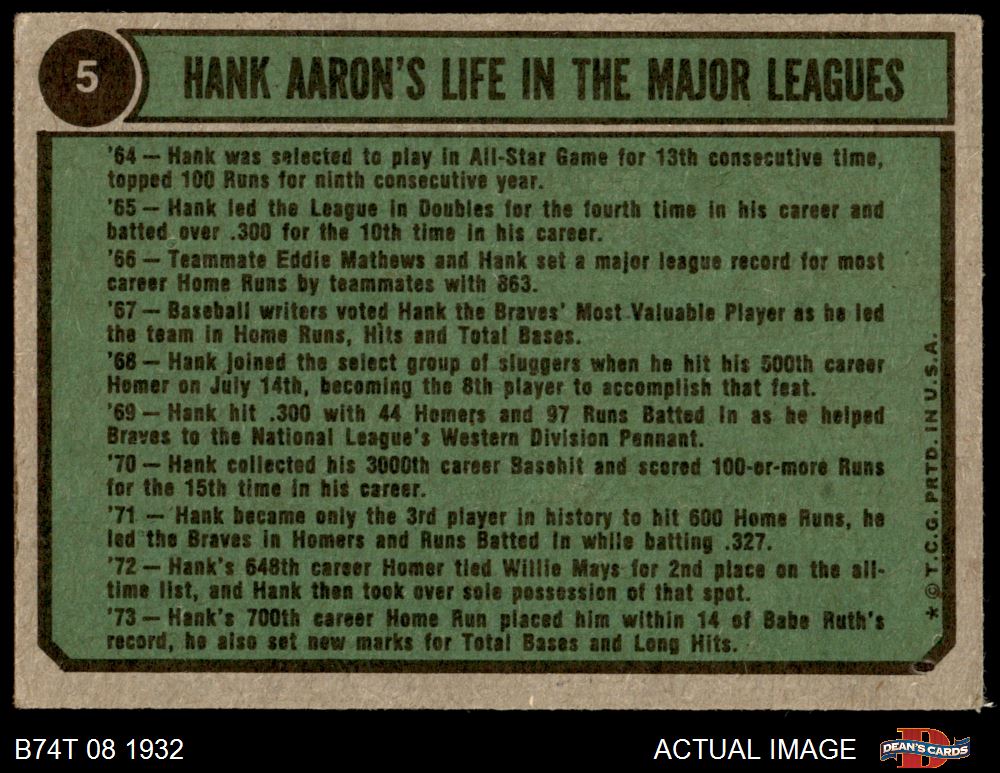 5
HANK AARON'S LIFE IN THE MAJOR LEAGUES
'64 — Hank was selected to play in All-Star Game for 13th consecutive time,
topped 100 Runs for ninth consecutive year.
'65 — Hank led the League in Doubles for the fourth time in his career and
batted over .300 for the 10th time in his career.
'66 — Teammate Eddie Mathews and Hank set a major league record for most
career Home Runs by teammates with 863.
'67 — Baseball writers voted Hank the Braves' Most Valuable Player as he led
the team in Home Runs, Hits and Total Bases.
'68 — Hank joined the select group of sluggers when he hit his 500th career
Homer on July 14th, becoming the 8th player to accomplish that feat.
'69 — Hank hit .300 with 44 Homers and 97 Runs Batted In as he helped
Braves to the National League's Western Division Pennant.
'70 — Hank collected his 3000th career Basehit and scored 100-or-more Runs
for the 15th time in his career.
'71 — Hank became only the 3rd player in history to hit 600 Home Runs, he
led the Braves in Homers and Runs Batted In while batting .327.
'72 — Hank's 648th career Homer tied Willie Mays for 2nd place on the all-
time list, and Hank then took over sole possession of that spot.
'73 — Hank's 700th career Home Run placed him within 14 of Babe Ruth's
record, he also set new marks for Total Bases and Long Hits.
* © T.C.G. PRTD. IN U.S.A.
B74T 08 1932
ACTUAL IMAGE
DEAN'S CARDS